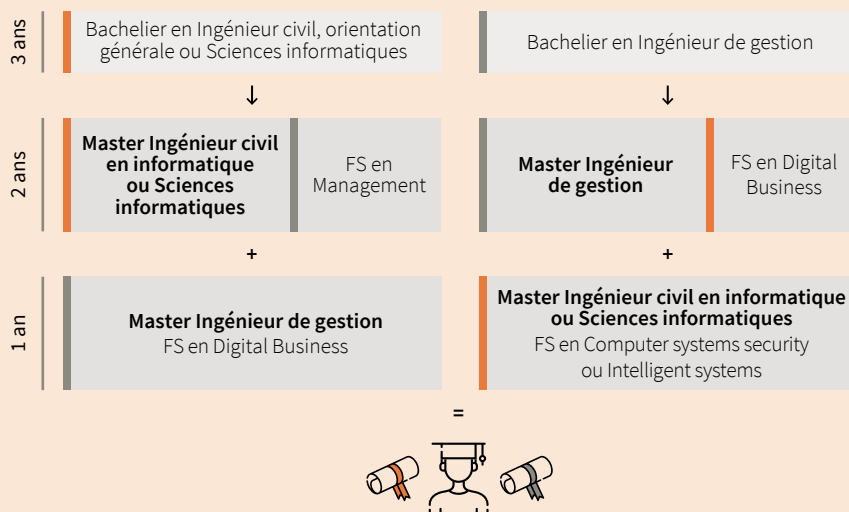 3 ans
Bachelier en Ingénieur civil, orientation
générale ou Sciences informatiques
Bachelier en Ingénieur de gestion
↓
↓
2 ans
Master Ingénieur civil
en informatique
ou Sciences
informatiques
FS en
Management
Master Ingénieur
de gestion
FS en Digital
Business
+
+
1 an
Master Ingénieur de gestion
FS en Digital Business
Master Ingénieur civil en informatique
ou Sciences informatiques
FS en Computer systems security
ou Intelligent systems
=